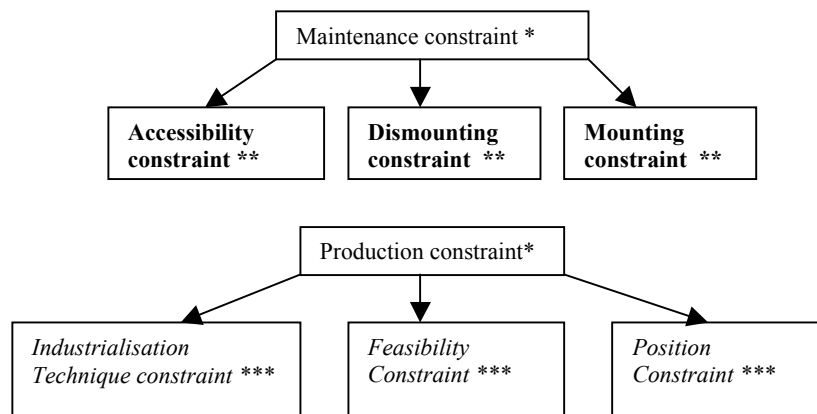 Maintenance constraint *
Accessibility
constraint **
Dismounting
constraint **
Mounting
constraint **
Production constraint*
Industrialisation
Technique constraint ***
Feasibility
Constraint ***
Position
Constraint ***